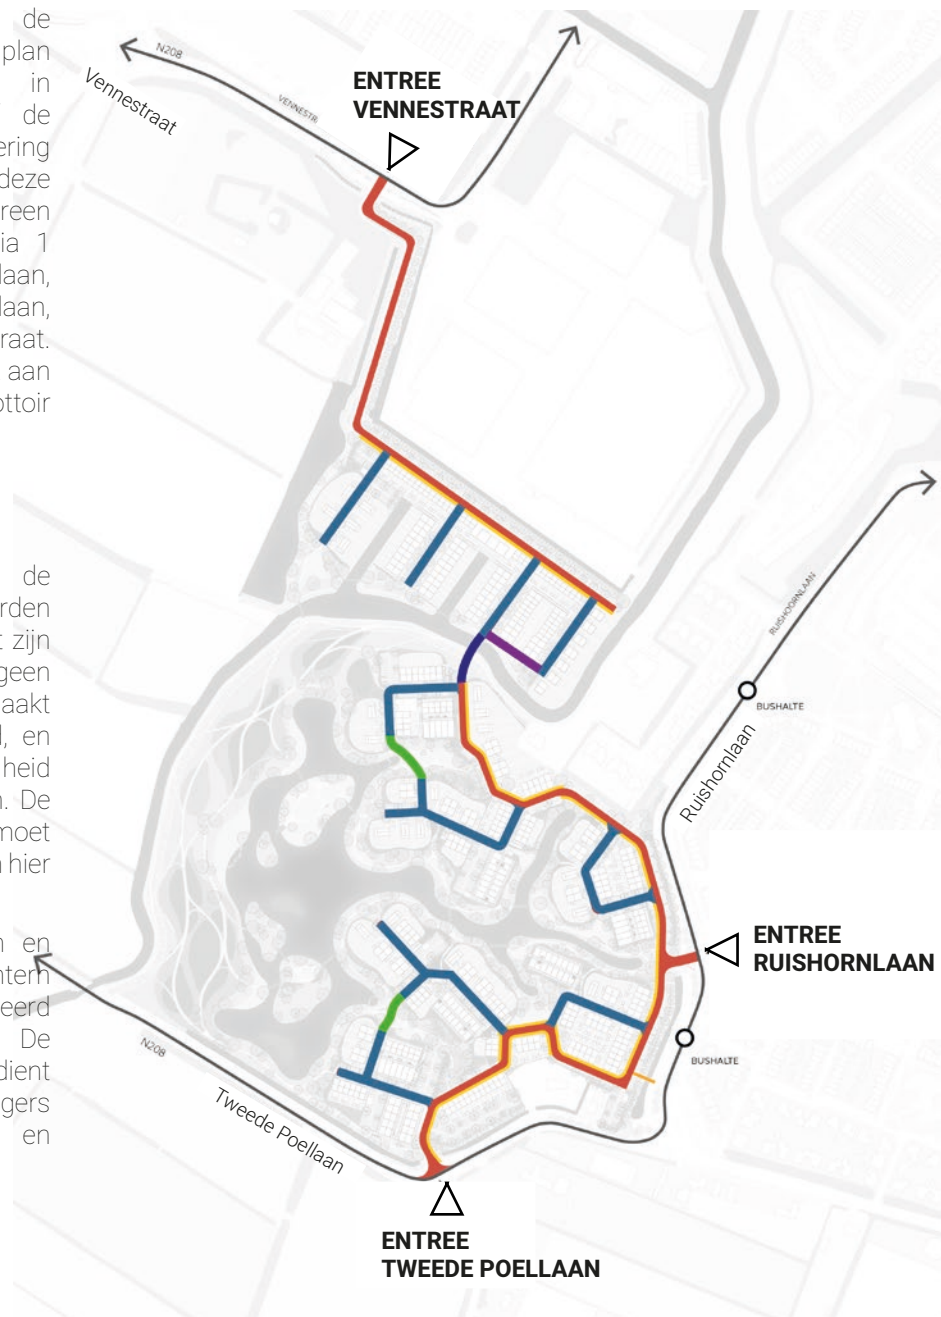 de
plan
in
de
ering
deze
reen
ia 1
laan,
laan,
raat.
aan
ottoir
de
rden
t zijn
geen
aakt
d, en
heid
n. De
moet
n hier
n en
ntern
eerd
De
dient
gers
en
N208
Vennestraat
VENNESTR.
ENTREE
VENNESTRAAT
RUISHOORNLAAN
BUSHALTE
Ruishornlaan
ENTREE
RUISHORNLAAN
BUSHALTE
N208
Tweede Poellaan
ENTREE
TWEEDE POELLAAN